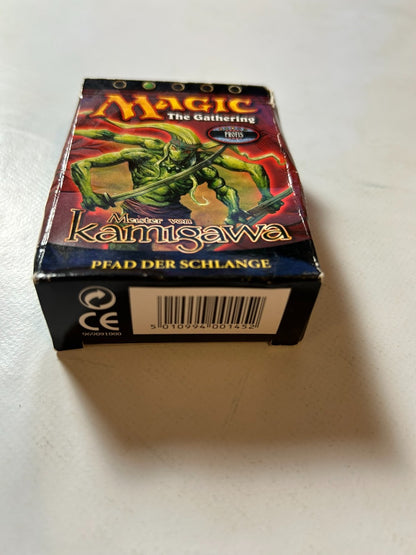 MAGIC
The Gathering
PROFIS
Meister von
Kamigawa
PFAD DER SCHLANGE
CE
5 010994 001452